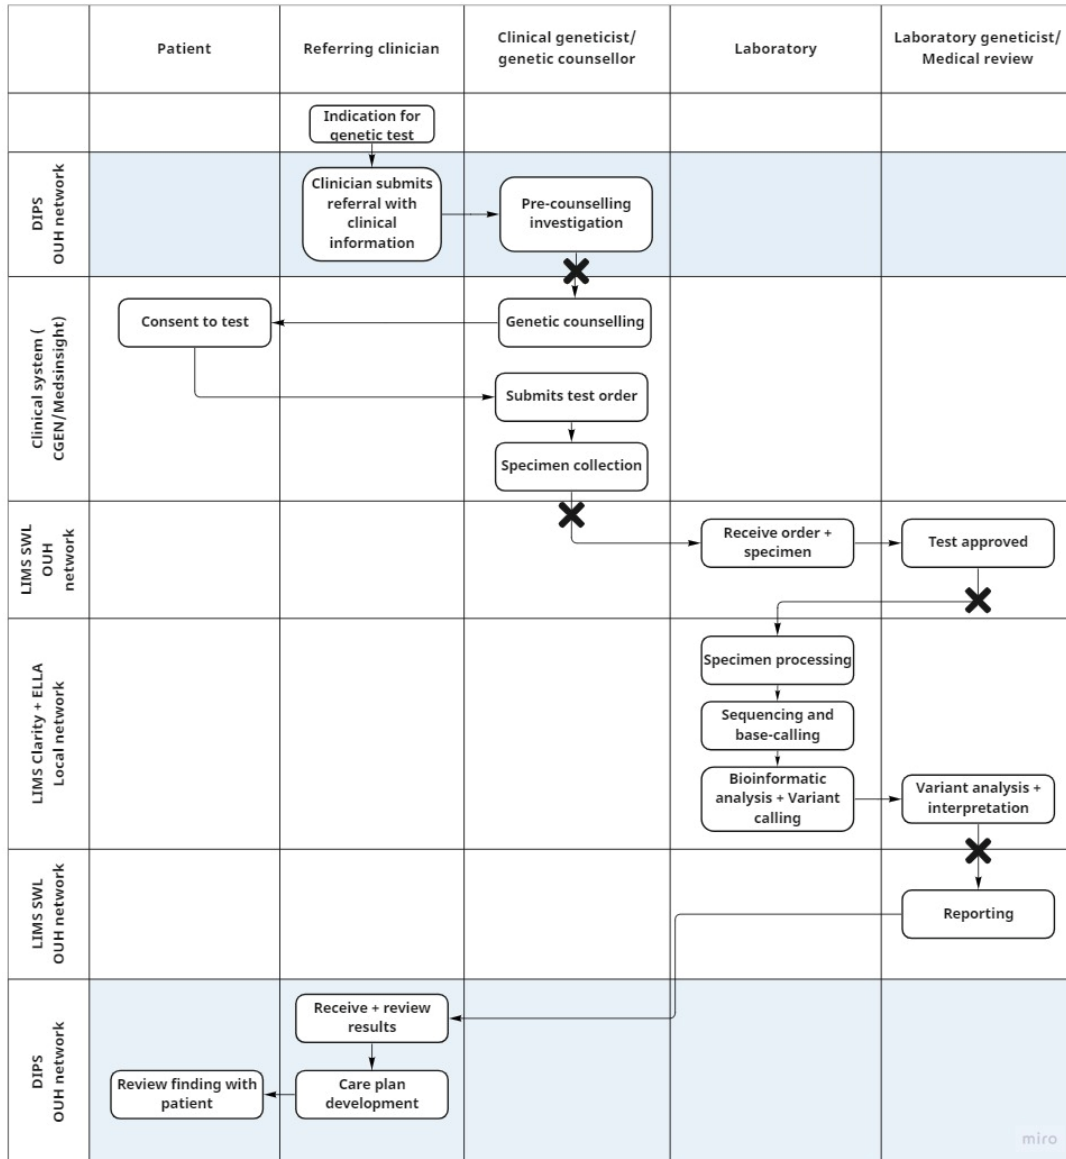 Patient
Referring clinician
Clinical geneticist/
genetic counsellor
Laboratory
Laboratory geneticist/
Medical review
Indication for
genetic test
DIPS
OUH network
Clinician submits
referral with
clinical
information
Pre-counselling
investigation
Clinical system (
CGEN/Medsinsight)
Consent to test
Genetic counselling
Submits test order
Specimen collection
LIMS SWL
OUH
network
Receive order +
specimen
Test approved
LIMS Clarity + ELLA
Local network
Specimen processing
Sequencing and
base-calling
Bioinformatic
analysis + Variant
calling
Variant analysis +
interpretation
LIMS SWL
OUH network
Reporting
DIPS
OUH network
Receive + review
results
Review finding with
patient
Care plan
development
miro